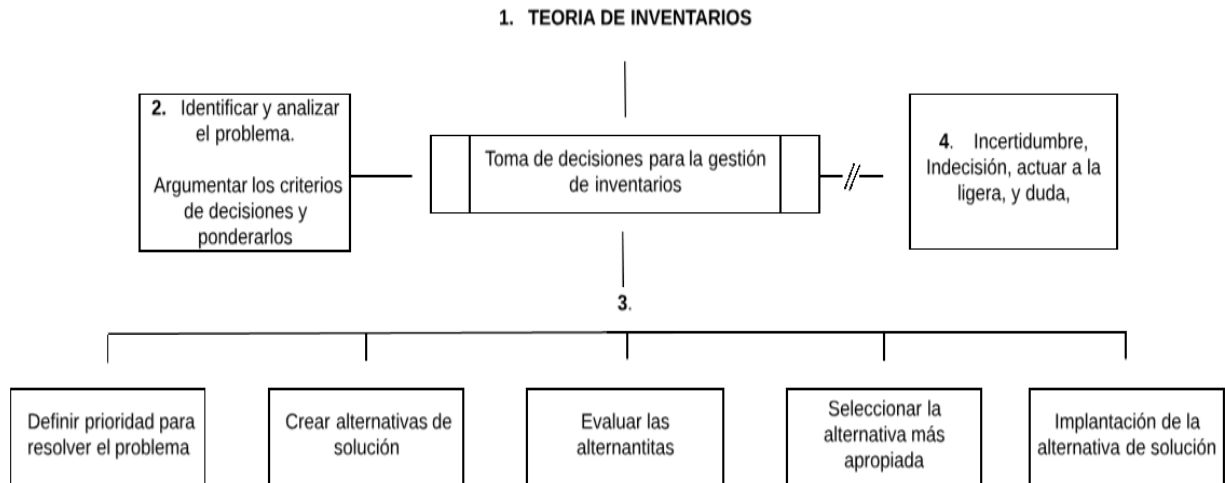 1. TEORIA DE INVENTARIOS
2. Identificar y analizar
el problema.
Argumentar los criterios
de decisiones y
ponderarlos
Toma de decisiones para la gestión
de inventarios
4. Incertidumbre,
Indecisión, actuar a la
ligera, y duda,
3.
Definir prioridad para
resolver el problema
Crear alternativas de
solución
Evaluar las
alternantitas
Seleccionar la
alternativa más
apropiada
Implantación de la
alternativa de solución